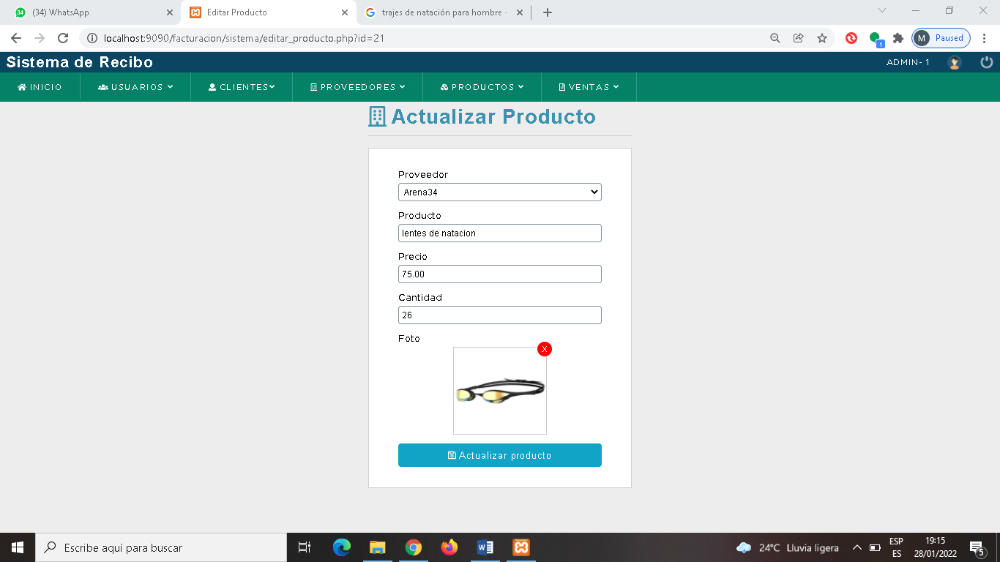 34 (34) WhatsApp
Editar Producto
trajes de natación para hombre -
localhost:9090/facturacion/sistema/editar_producto.php?id=21
1
M Paused
Sistema de Recibo
ADMIN- 1
INICIO
USUARIOS
CLIENTES
PROVEEDORES
PRODUCTOS
VENTAS
Actualizar Producto
Proveedor
Arena34
Producto
lentes de natacion
Precio
75.00
Cantidad
26
Foto
X
Actualizar producto
Escribe aquí para buscar
24°C Lluvia ligera
ESP
ES
19:15
28/01/2022
5